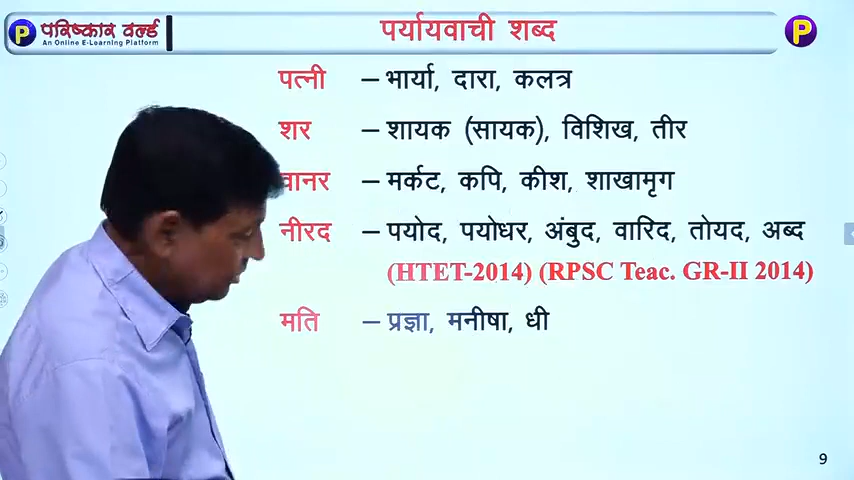 परिष्कार वर्ल्ड
An Online E-Learning Platform
पर्यायवाची शब्द
पत्नी – भार्या, दारा, कलत्र
शर – शायक (सायक), विशिख, तीर
वानर – मर्कट, कपि, कीश, शाखामृग
नीरद – पयोद, पयोधर, अंबुद, वारिद, तोयद, अब्द
(HTET-2014) (RPSC Teac. GR-II 2014)
मति – प्रज्ञा, मनीषा, धी
9